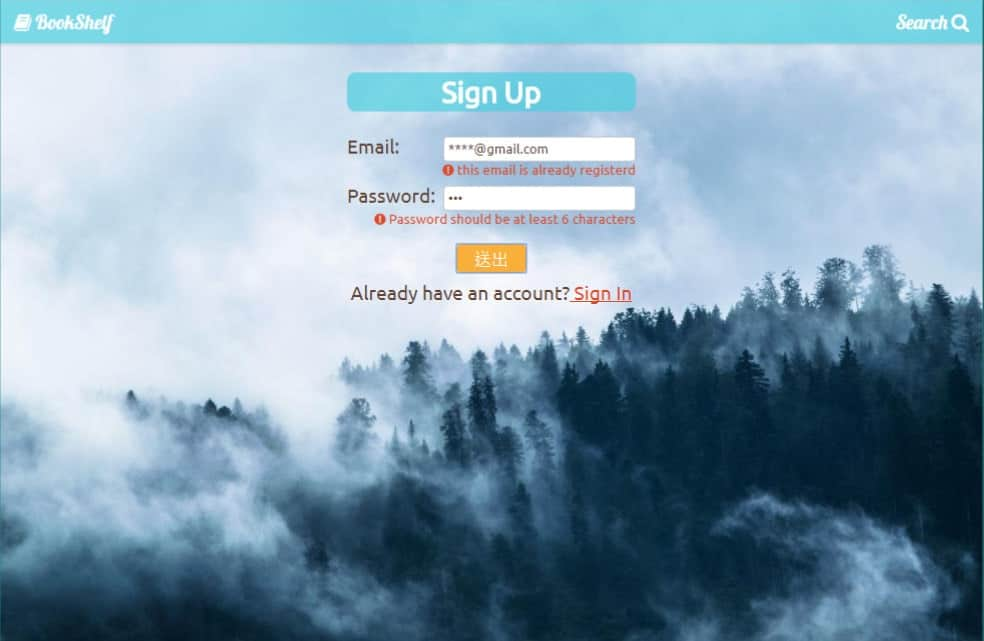 BookShelf Search
Sign Up
Email: ****@gmail.com
this email is already registerd
Password: •••
Password should be at least 6 characters
送出
Already have an account? Sign In